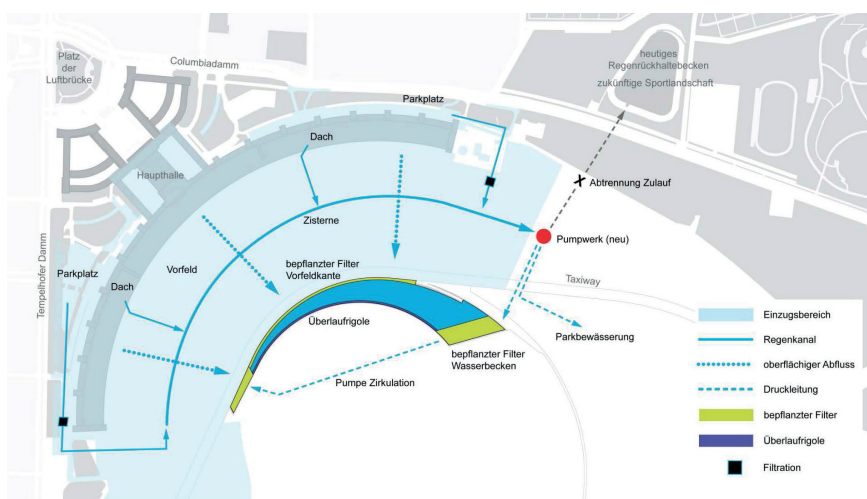 Platz
der
Luftbrücke
Columbiadamm
heutiges
Regenrückhaltebecken
zukünftige Sportlandschaft
Parkplatz
Dach
Haupthalle
Abtrennung Zulauf
Zisterne
Pumpwerk (neu)
Tempelhofer Damm
Parkplatz
Vorfeld
bepflanzter Filter
Vorfeldkante
Dach
Taxiway
Überlaufrigole
Parkbewässerung
bepflanzter Filter
Wasserbecken
Pumpe Zirkulation
Einzugsbereich
Regenkanal
oberflächiger Abfluss
Druckleitung
bepflanzter Filter
Überlaufrigole
Filtration